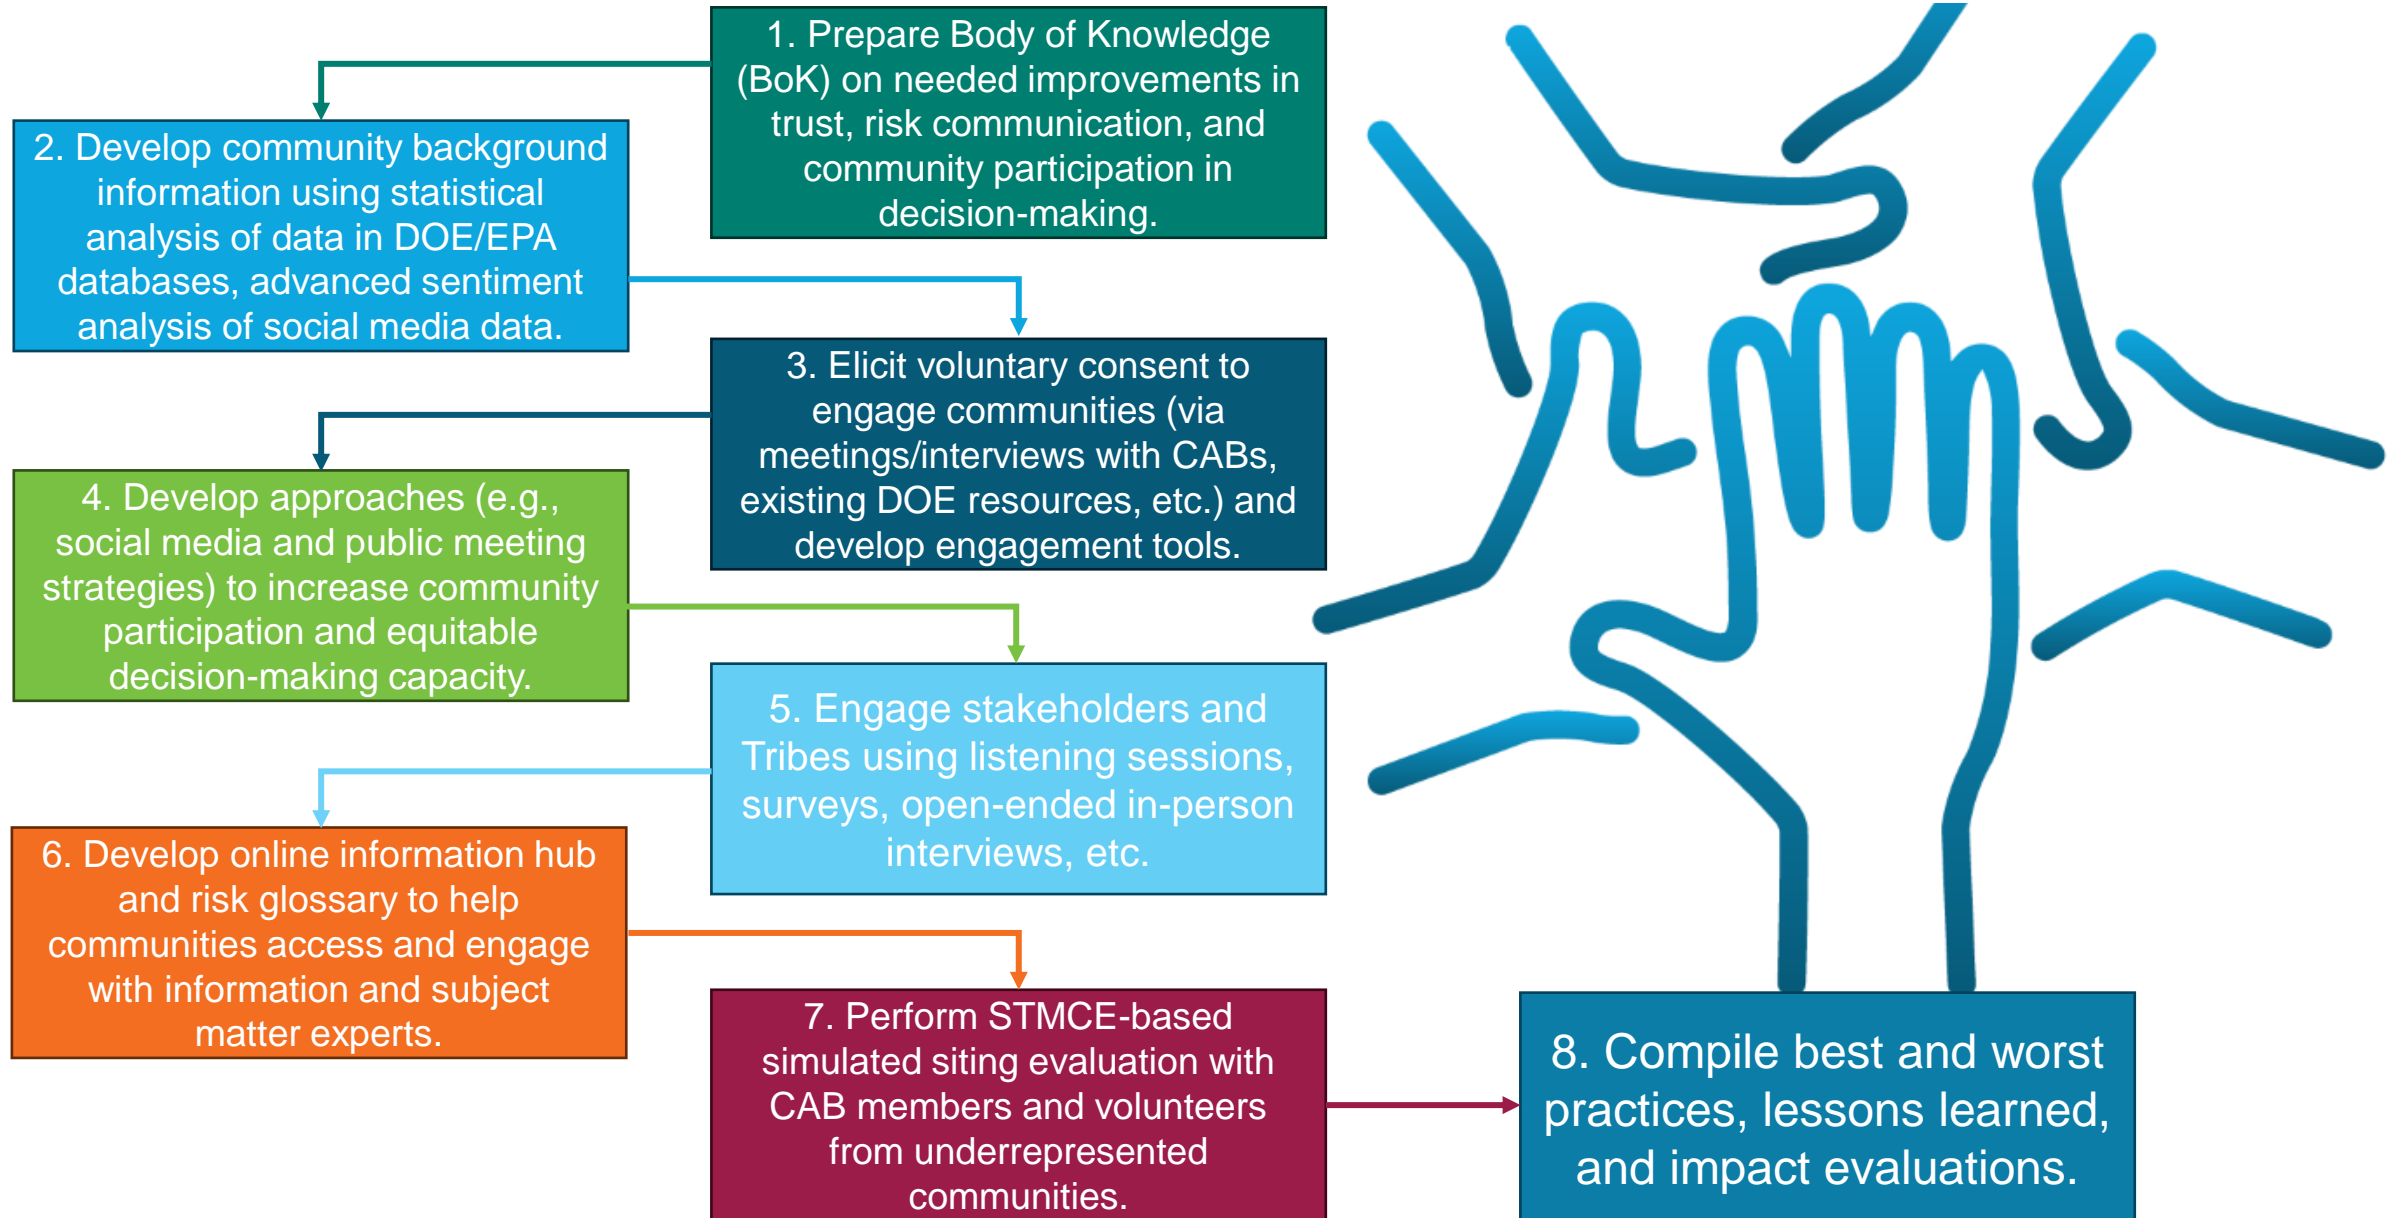 1. Prepare Body of Knowledge
(BoK) on needed improvements in
trust, risk communication, and
community participation in
decision-making.
2. Develop community background
information using statistical
analysis of data in DOE/EPA
databases, advanced sentiment
analysis of social media data.
3. Elicit voluntary consent to
engage communities (via
meetings/interviews with CABs,
existing DOE resources, etc.) and
develop engagement tools.
4. Develop approaches (e.g.,
social media and public meeting
strategies) to increase community
participation and equitable
decision-making capacity.
5. Engage stakeholders and
Tribes using listening sessions,
surveys, open-ended in-person
interviews, etc.
6. Develop online information hub
and risk glossary to help
communities access and engage
with information and subject
matter experts.
7. Perform STMCE-based
simulated siting evaluation with
CAB members and volunteers
from underrepresented
communities.
8. Compile best and worst
practices, lessons learned,
and impact evaluations.